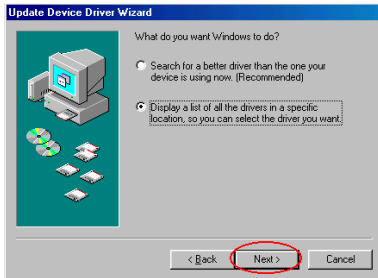 Update Device Driver Wizard
What do you want Windows to do?
Search for a better driver than the one your
device is using now. (Recommended)
Display a list of all the drivers in a specific
location, so you can select the driver you want.
< Back
Next >
Cancel